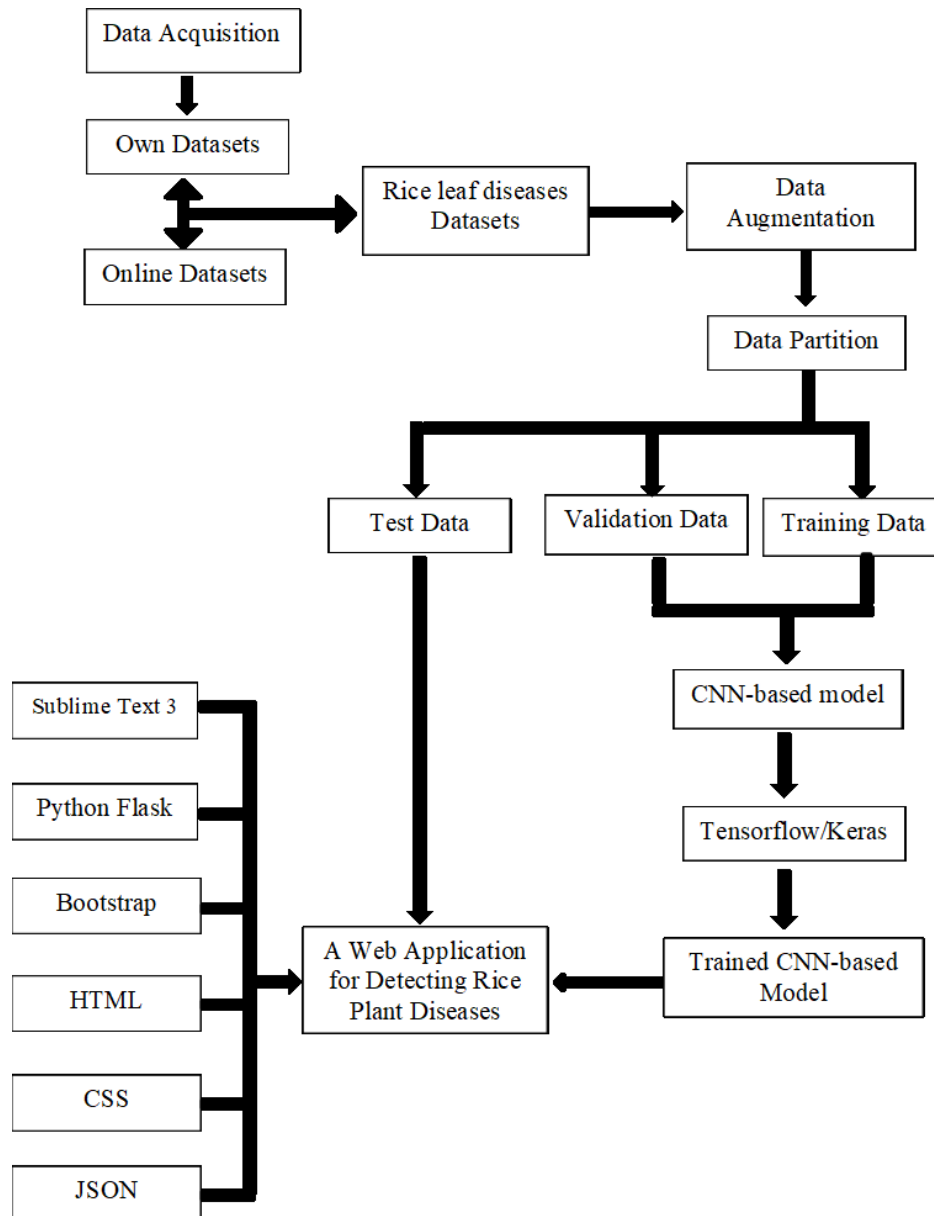 Data Acquisition
Own Datasets
Online Datasets
Rice leaf diseases
Datasets
Data
Augmentation
Data Partition
Test Data
Validation Data
Training Data
CNN-based model
Tensorflow/Keras
Trained CNN-based
Model
A Web Application
for Detecting Rice
Plant Diseases
Sublime Text 3
Python Flask
Bootstrap
HTML
CSS
JSON